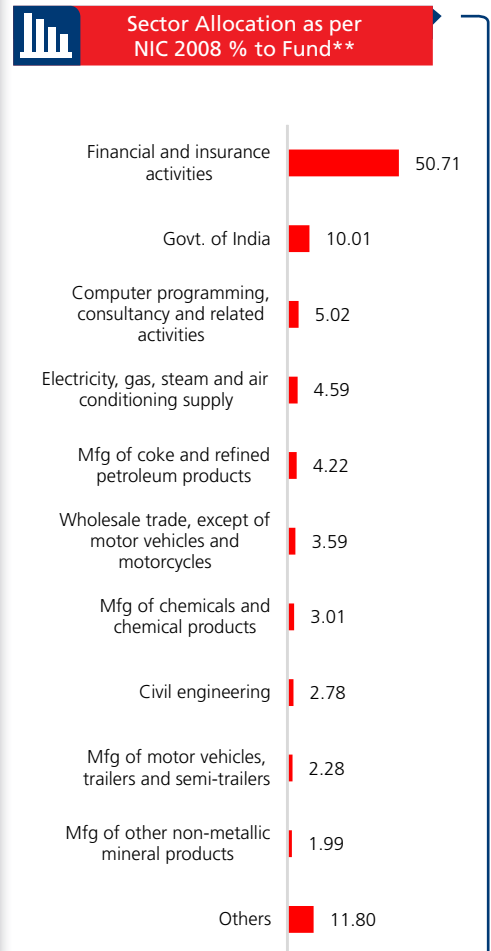 Sector Allocation as per
NIC 2008 % to Fund**
Financial and insurance
activities
50.71
Govt. of India
10.01
Computer programming,
consultancy and related
activities
5.02
Electricity, gas, steam and air
conditioning supply
4.59
Mfg of coke and refined
petroleum products
4.22
Wholesale trade, except of
motor vehicles and
motorcycles
3.59
Mfg of chemicals and
chemical products
3.01
Civil engineering
2.78
Mfg of motor vehicles,
trailers and semi-trailers
2.28
Mfg of other non-metallic
mineral products
1.99
Others
11.80